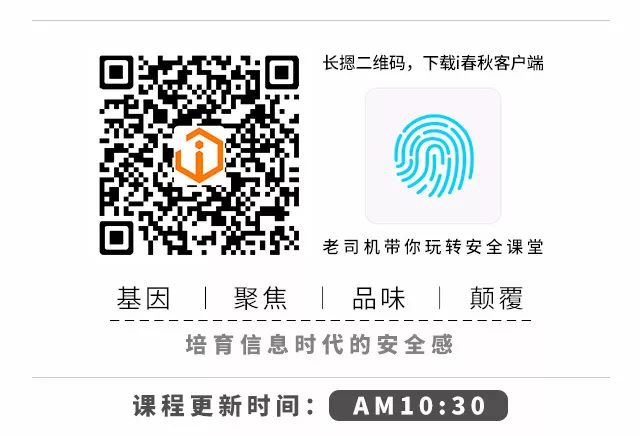 长摁二维码，下载i春秋客户端
老司机带你玩转安全课堂
基因 | 聚焦 | 品味 | 颠覆
培育信息时代的安全感
课程更新时间： AM10:30